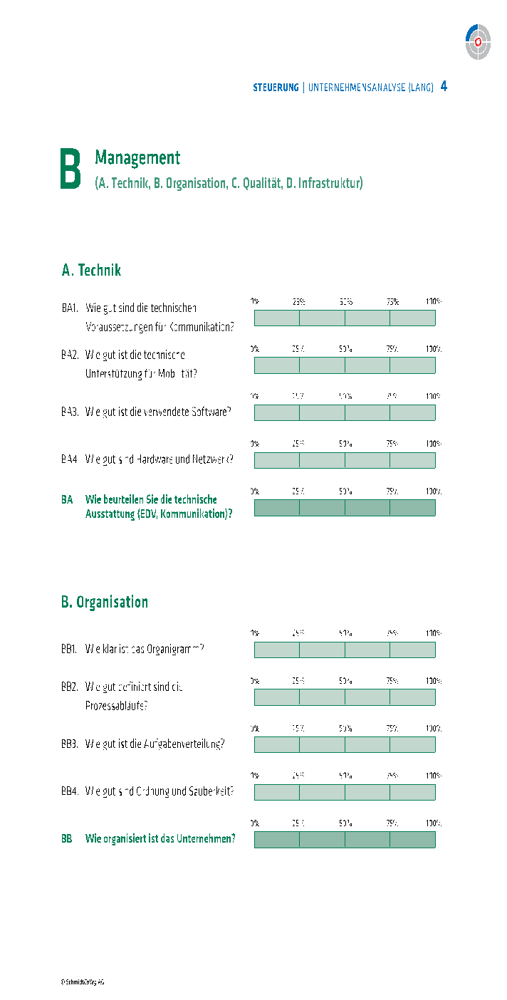 STEUERUNG | UNTERNEHMENSANALYSE (LANG) 4
B Management
(A. Technik, B. Organisation, C. Qualität, D. Infrastruktur)
A. Technik
0% 25% 50% 75% 100%
BA1. Wie gut sind die technischen
Voraussetzungen für Kommunikation?
0% 25% 50% 75% 100%
BA2. Wie gut ist die technische
Unterstützung für Mobilität?
0% 25% 50% 75% 100%
BA3. Wie gut ist die verwendete Software?
0% 25% 50% 75% 100%
BA4. Wie gut sind Hardware und Netzwerk?
0% 25% 50% 75% 100%
BA Wie beurteilen Sie die technische
Ausstattung (EDV, Kommunikation)?
B. Organisation
0% 25% 50% 75% 100%
BB1. Wie klar ist das Organigramm?
0% 25% 50% 75% 100%
BB2. Wie gut definiert sind die
Prozessabläufe?
0% 25% 50% 75% 100%
BB3. Wie gut ist die Aufgabenverteilung?
0% 25% 50% 75% 100%
BB4. Wie gut sind Ordnung und Sauberkeit?
0% 25% 50% 75% 100%
BB Wie organisiert ist das Unternehmen?
© SchmidtColleg AG